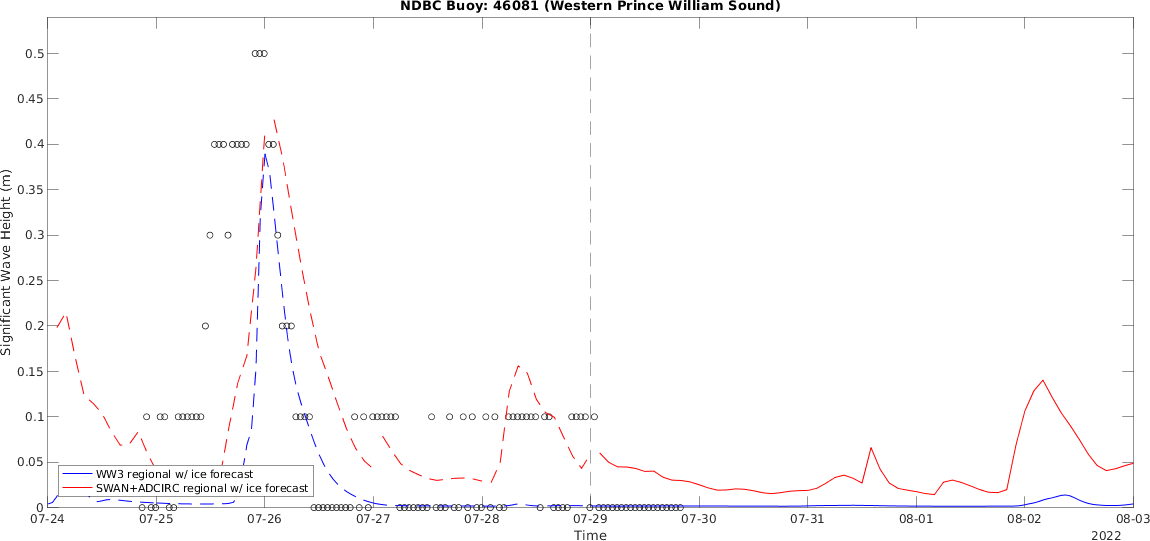 NDBC Buoy: 46081 (Western Prince William Sound)
0.5
0.45
0.4
0.35
0.3
0.25
0.2
0.15
0.1
0.05
0
Significant Wave Height (m)
WW3 regional w/ ice forecast
SWAN+ADCIRC regional w/ ice forecast
07-24 07-25 07-26 07-27 07-28 07-29 07-30 07-31 08-01 08-02 08-03
Time
2022